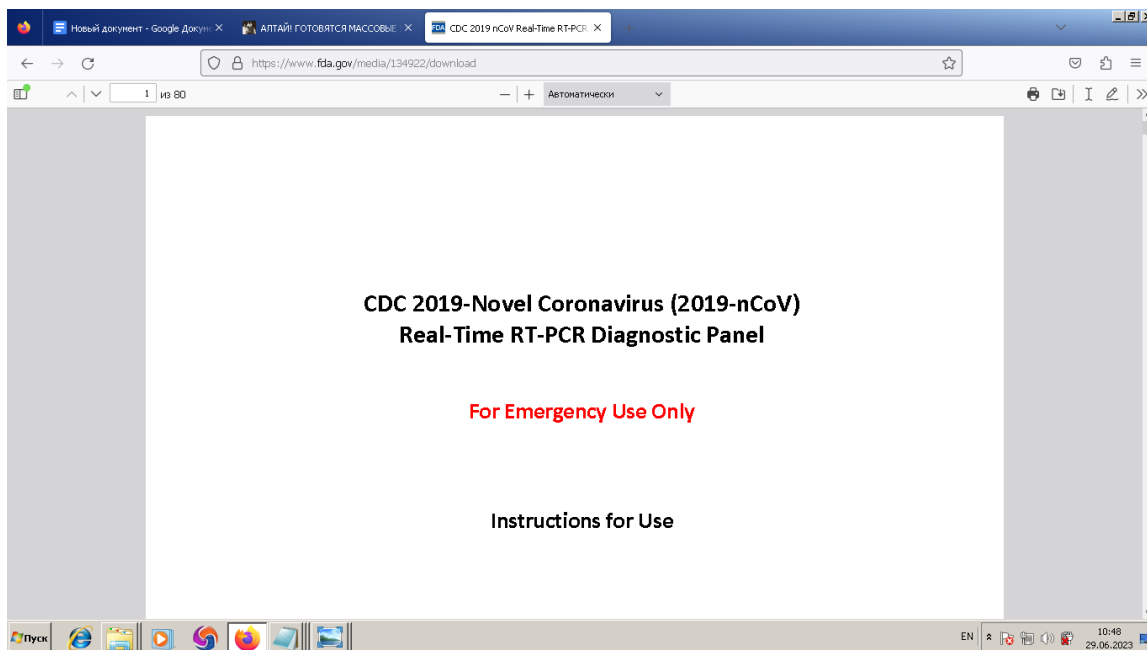 Новый документ - Google Докуме
АЛТАЙ! ГОТОВЯТСЯ МАССОВЫЕ
FDA
CDC 2019 nCoV Real-Time RT-PCR
https://www.fda.gov/media/134922/download
1 из 80
Автоматически
CDC 2019-Novel Coronavirus (2019-nCoV)
Real-Time RT-PCR Diagnostic Panel
For Emergency Use Only
Instructions for Use
Пуск
EN
10:48
29.06.2023